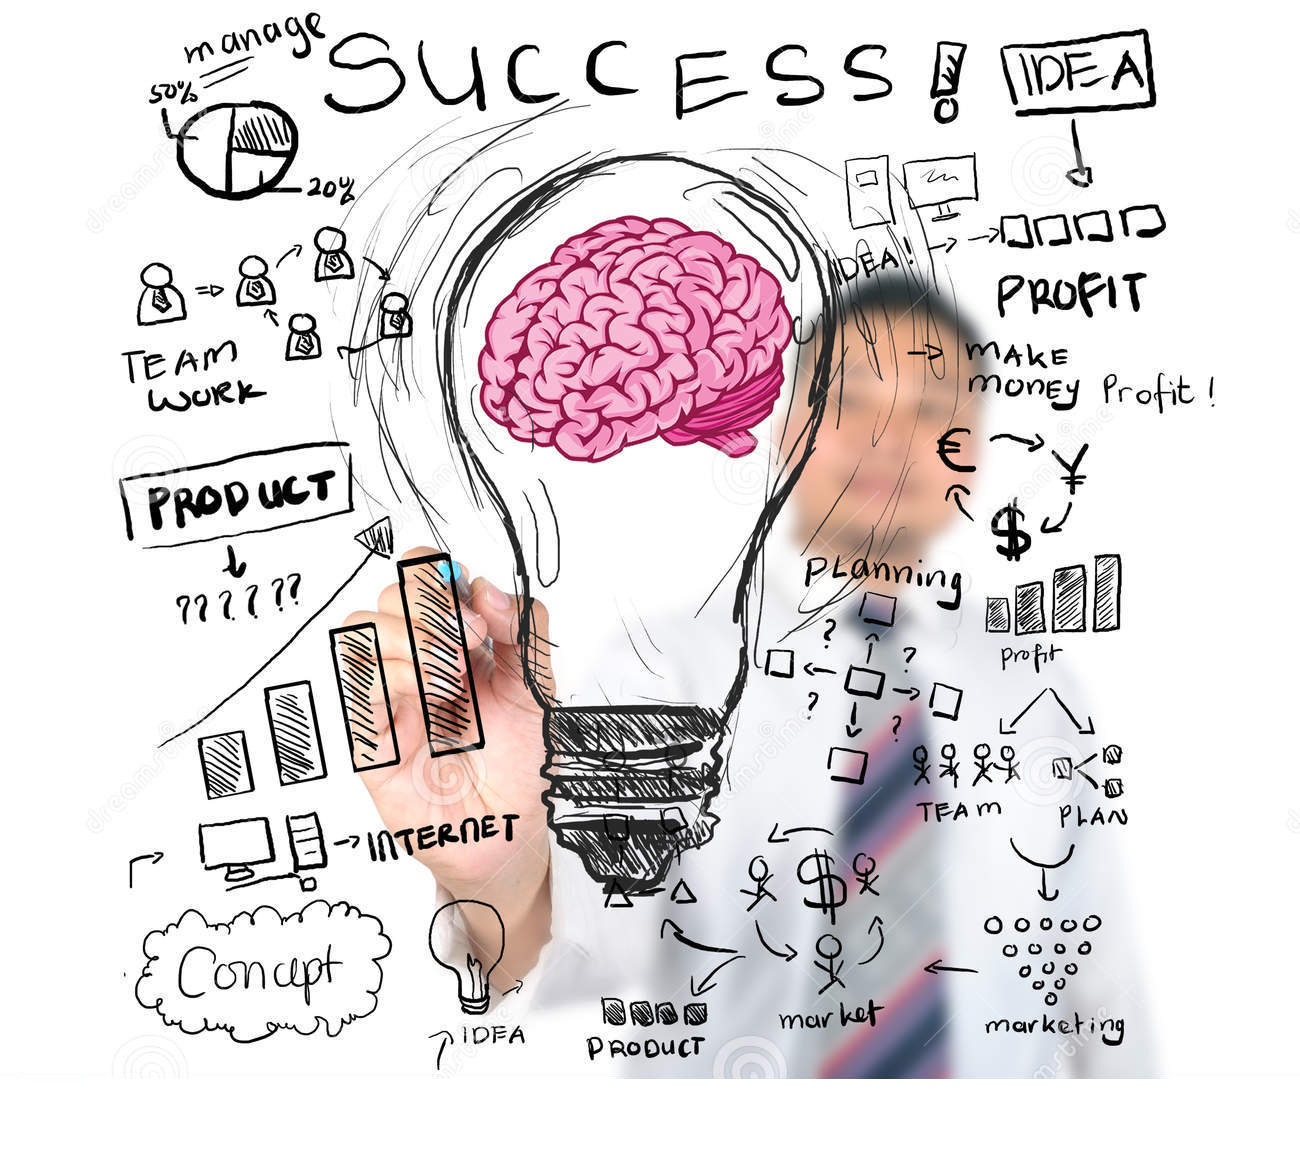 manage
SUCCESS!
IDEA
50%
20%
IDEA!
PROFIT
TEAM
WORK
MAKE
MONEY Profit!
€
¥
$
PRODUCT
??????
PLanning
?
?
?
?
profit
TEAM
PLAN
INTERNET
$
Concept
IDEA
PRODUCT
market
marketing
dreamstime